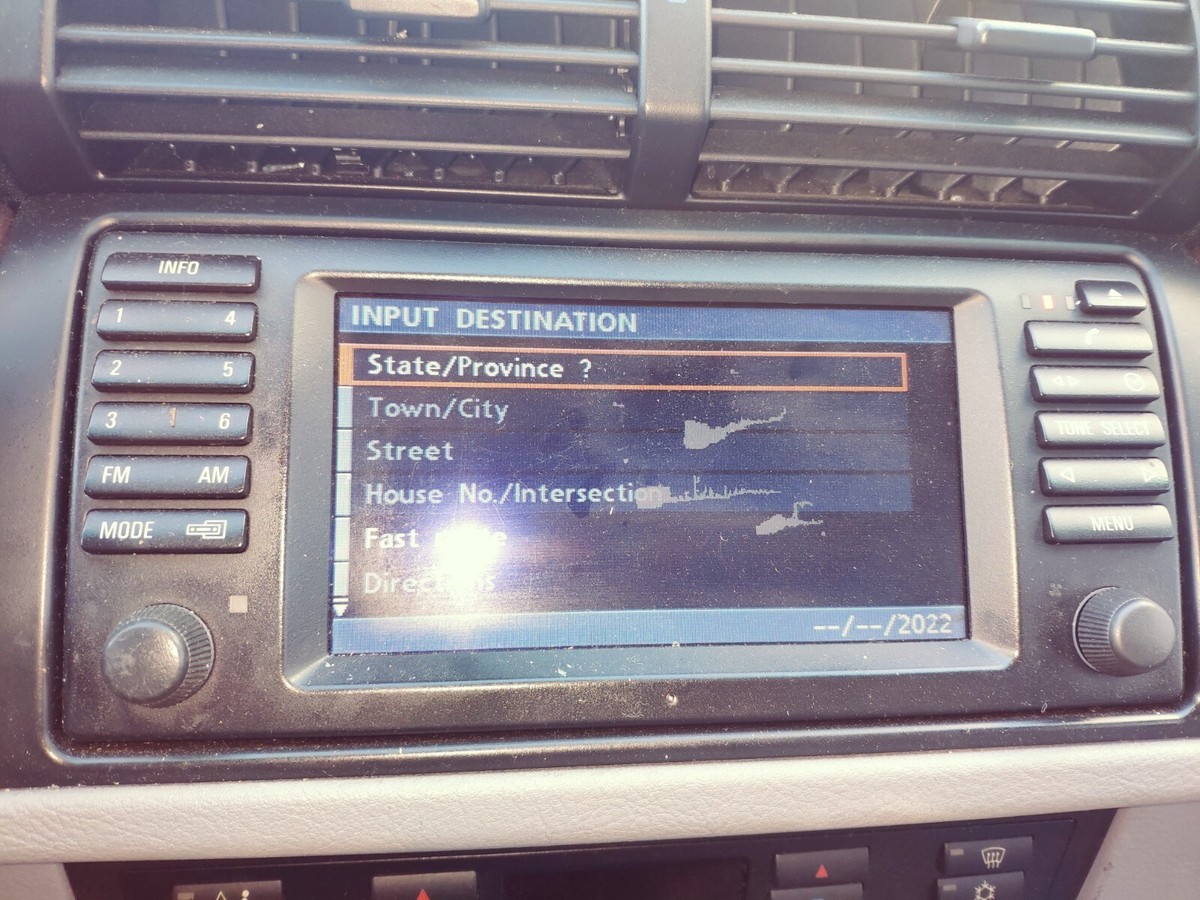 INFO
1 4
2 5
3 6
FM AM
MODE
INPUT DESTINATION
State/Province ?
Town/City
Street
House No./Intersection
Fast
Directions
--/--/2022
TONE SELECT
MENU